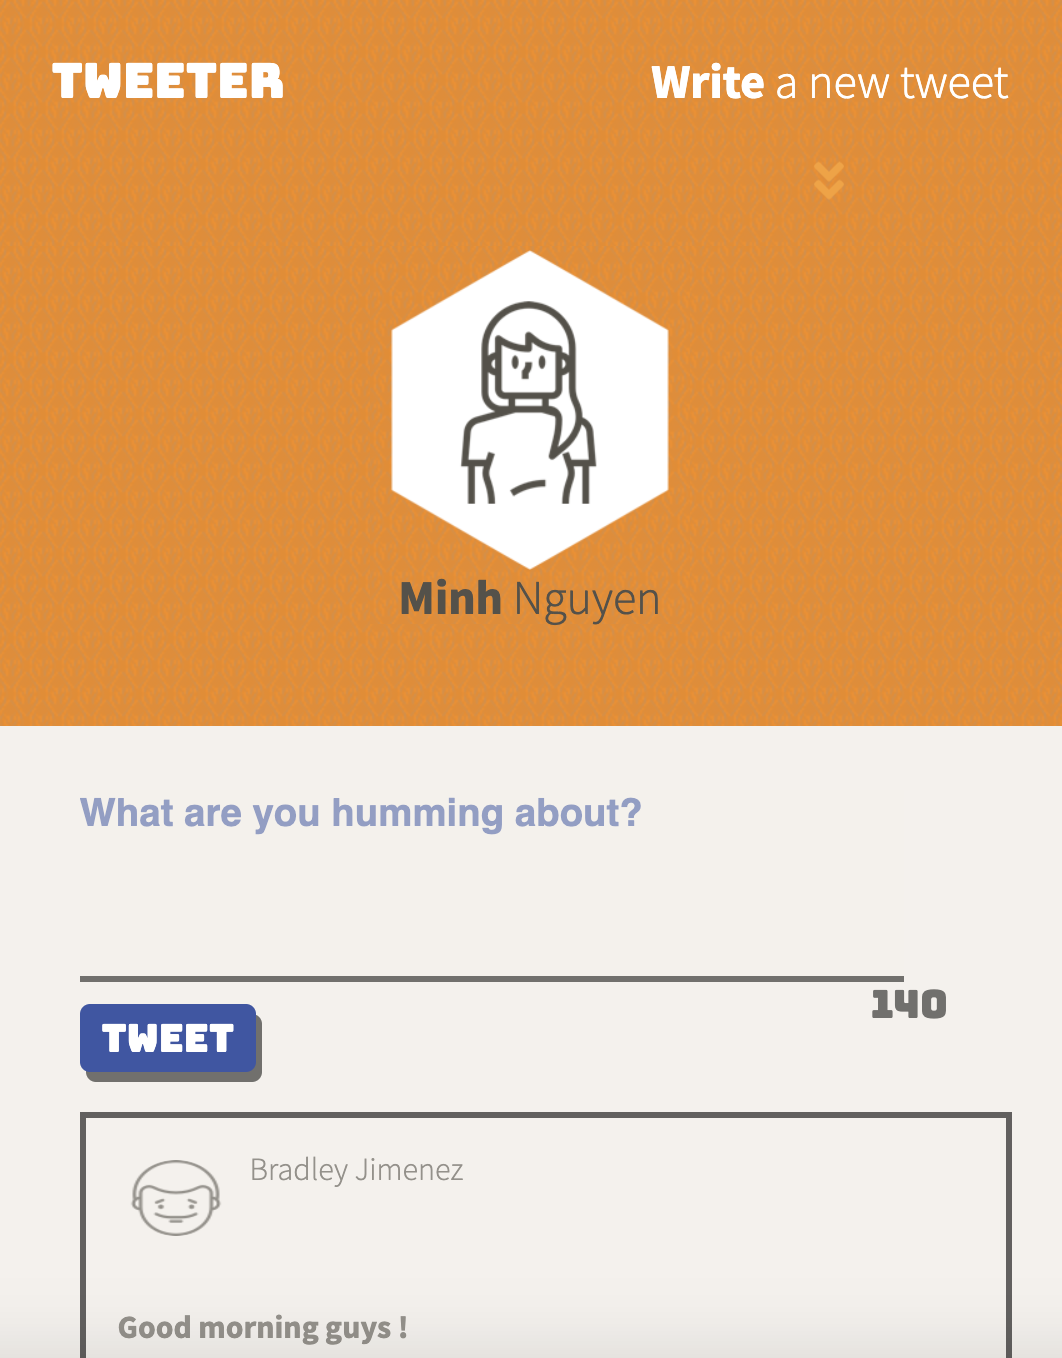 TWEETER
Write a new tweet
Minh Nguyen
What are you humming about?
140
TWEET
Bradley Jimenez
Good morning guys !